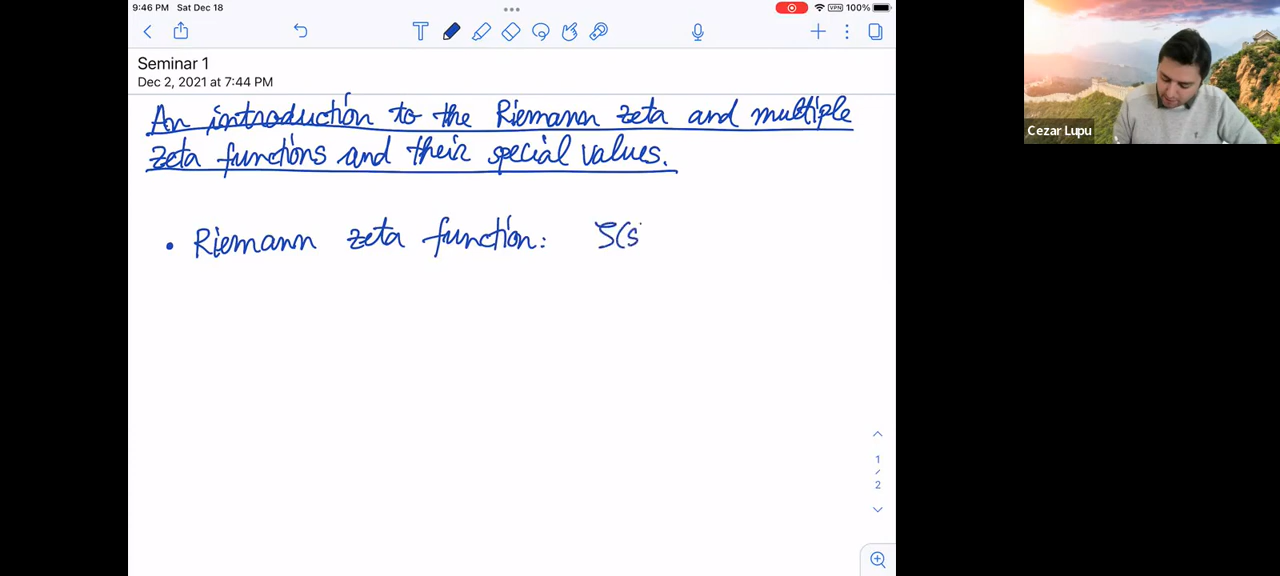 9:46 PM Sat Dec 18
VPN 100%
T
Seminar 1
Dec 2, 2021 at 7:44 PM
An introduction to the Riemann zeta and multiple
zeta functions and their special values.
• Riemann zeta function: ζ(s
1
/
2
Cezar Lupu